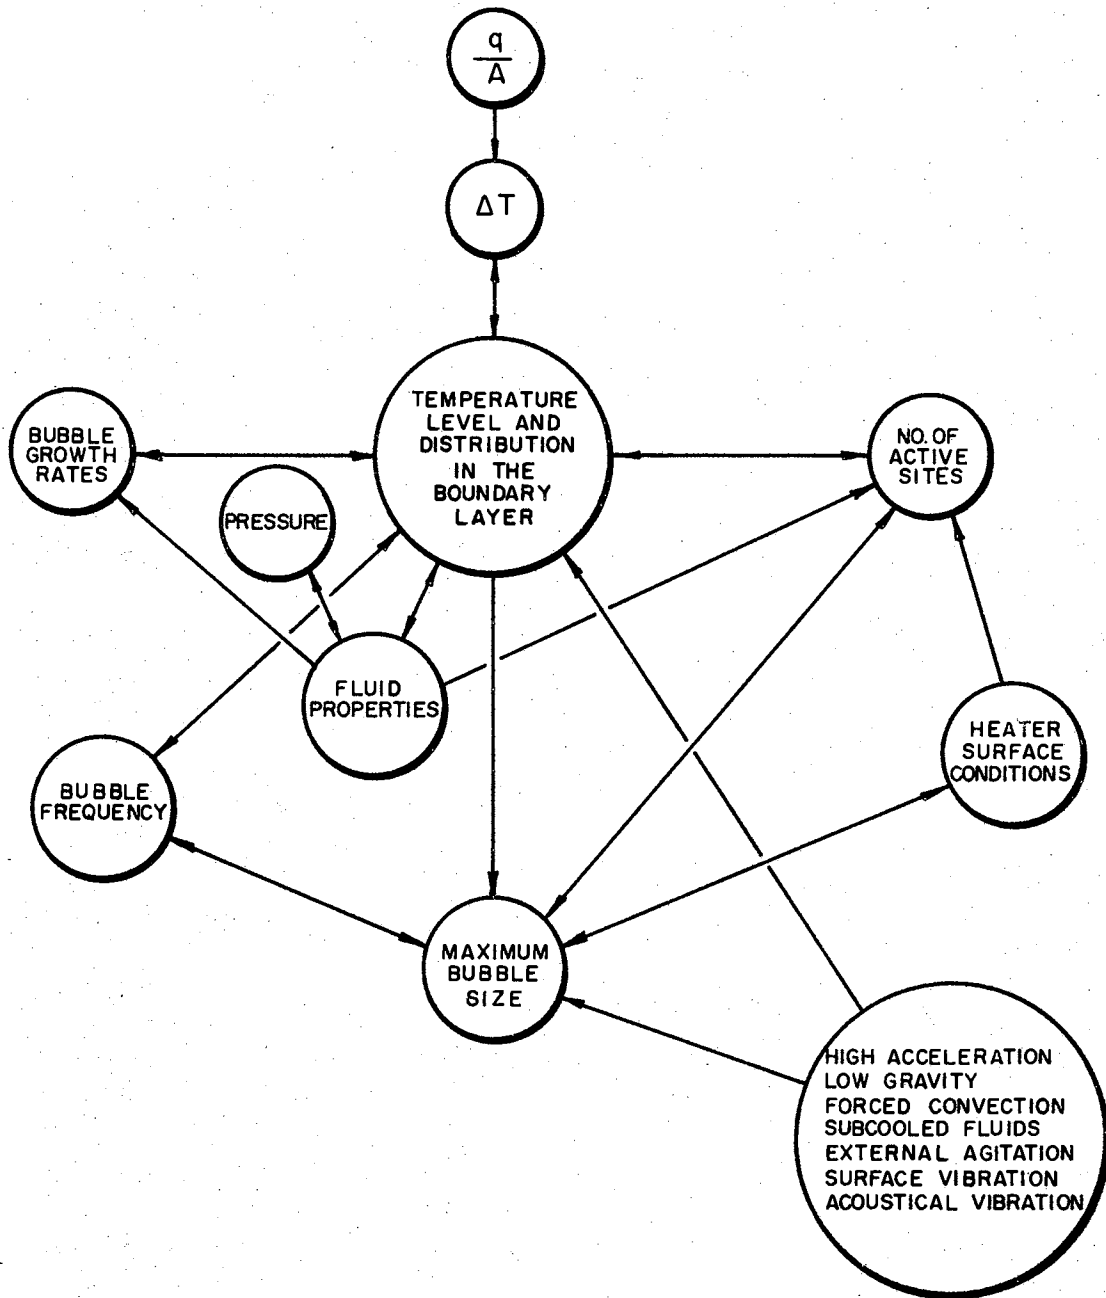 q
A
ΔT
TEMPERATURE
LEVEL AND
DISTRIBUTION
IN THE
BOUNDARY
LAYER
BUBBLE
GROWTH
RATES
NO. OF
ACTIVE
SITES
PRESSURE
FLUID
PROPERTIES
HEATER
SURFACE
CONDITIONS
BUBBLE
FREQUENCY
MAXIMUM
BUBBLE
SIZE
HIGH ACCELERATION
LOW GRAVITY
FORCED CONVECTION
SUBCOOLED FLUIDS
EXTERNAL AGITATION
SURFACE VIBRATION
ACOUSTICAL VIBRATION